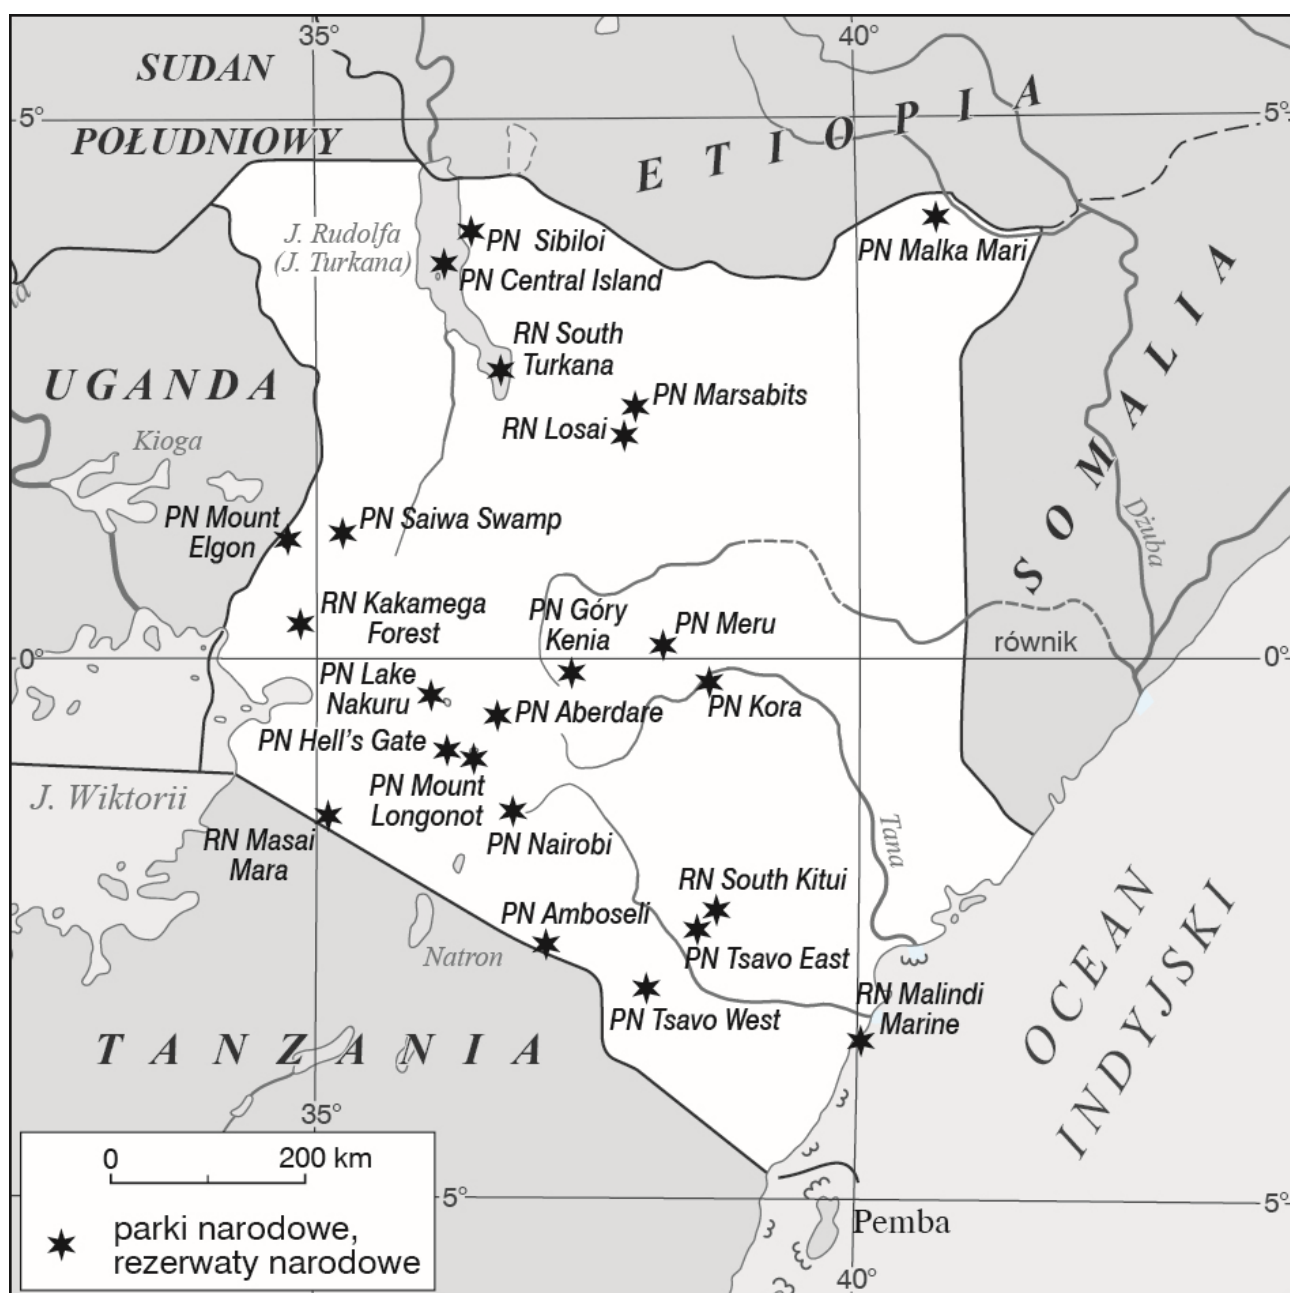 35°
40°
SUDAN
POŁUDNIOWY
5°
5°
ETIOPIA
J. Rudolfa
(J. Turkana)
PN Sibiloi
PN Central Island
PN Malka Mari
RN South
Turkana
UGANDA
PN Marsabits
RN Losai
SOMALIA
Kioga
PN Mount
Elgon
PN Saiwa Swamp
Dżuba
RN Kakamega
Forest
PN Góry
Kenia
PN Meru
równik
0°
0°
PN Lake
Nakuru
PN Aberdare
PN Kora
PN Hell's Gate
PN Mount
Longonot
J. Wiktorii
RN Masai
Mara
PN Nairobi
Tana
RN South Kitui
PN Amboseli
PN Tsavo East
Natron
RN Malindi
Marine
PN Tsavo West
OCEAN
INDYJSKI
TANZANIA
35°
0 200 km
5°
5°
parki narodowe,
rezerwaty narodowe
Pemba
40°